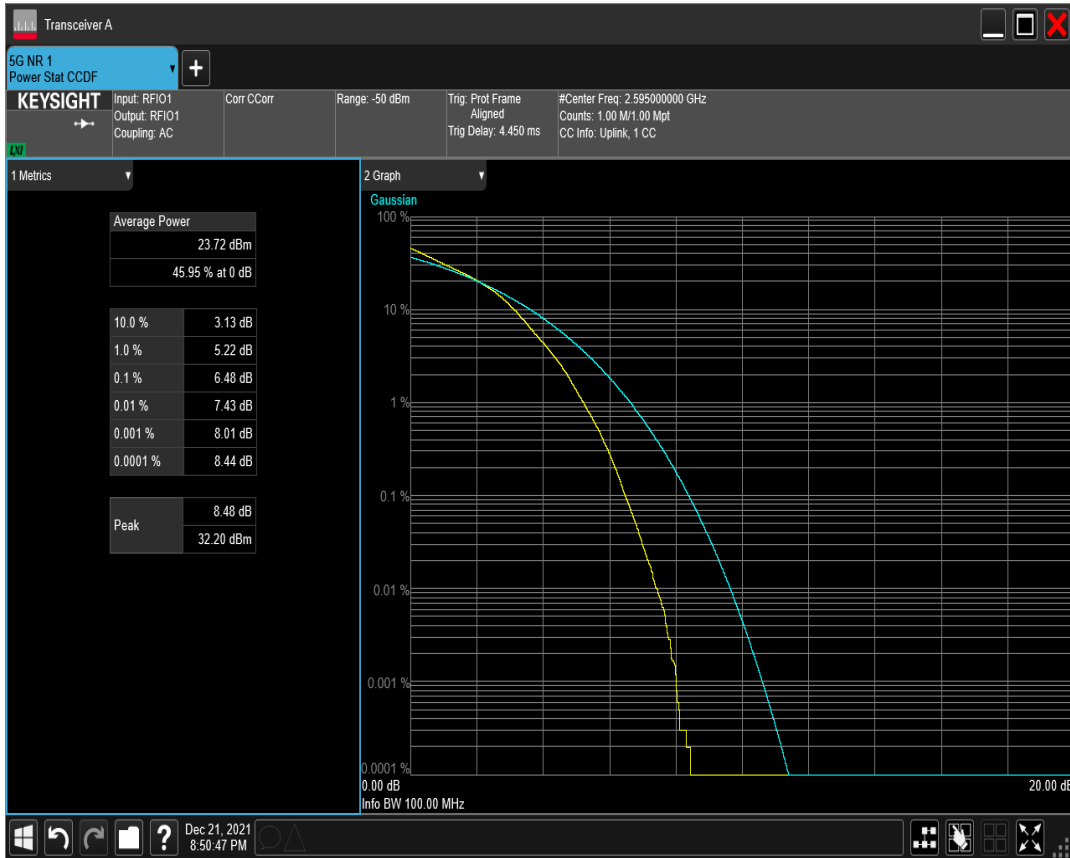 Transceiver A
5G NR 1
Power Stat CCDF
+
KEYSIGHT
LXI
Input: RFIO1
Output: RFIO1
Coupling: AC
Corr CCorr
Range: -50 dBm
Trig: Prot Frame
Aligned
Trig Delay: 4.450 ms
#Center Freq: 2.595000000 GHz
Counts: 1.00 M/1.00 Mpt
CC Info: Uplink, 1 CC
1 Metrics
Average Power
23.72 dBm
45.95 % at 0 dB
10.0 % 3.13 dB
1.0 % 5.22 dB
0.1 % 6.48 dB
0.01 % 7.43 dB
0.001 % 8.01 dB
0.0001 % 8.44 dB
Peak
8.48 dB
32.20 dBm
2 Graph
Gaussian
100 %
10 %
1 %
0.1 %
0.01 %
0.001 %
0.0001 %
0.00 dB 20.00 dB
Info BW 100.00 MHz
?
Dec 21, 2021
8:50:47 PM